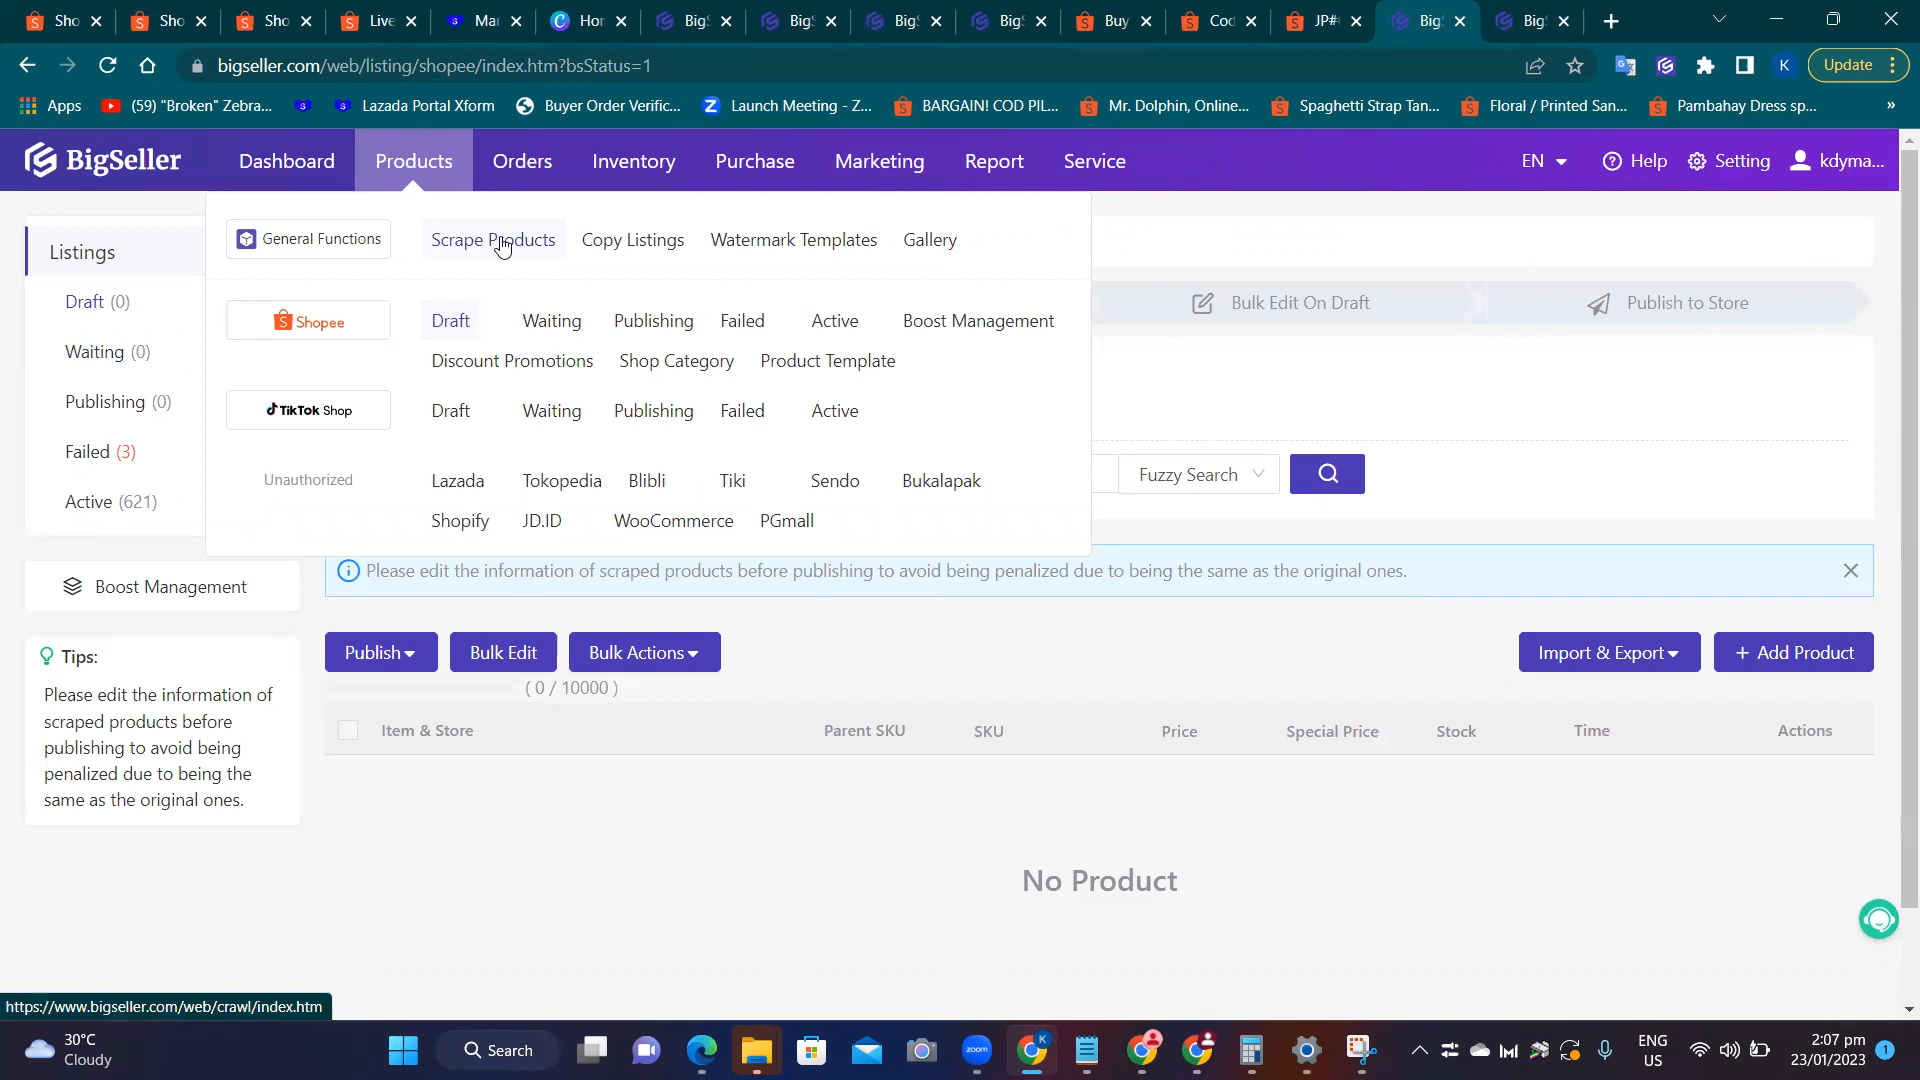 Sho
Sho
Sho
Live
Mar
Hor
BigS
BigS
BigS
BigS
Buy
Cod
JP#
BigS
BigS
bigseller.com/web/listing/shopee/index.htm?bsStatus=1
K
Update
Apps
(59) "Broken" Zebra...
Lazada Portal Xform
Buyer Order Verific...
Launch Meeting - Z...
BARGAIN! COD PIL...
Mr. Dolphin, Online...
Spaghetti Strap Tan...
Floral / Printed San...
Pambahay Dress sp...
»
BigSeller
Dashboard
Products
Orders
Inventory
Purchase
Marketing
Report
Service
EN
Help
Setting
kdyma...
Listings
Draft (0)
Waiting (0)
Publishing (0)
Failed (3)
Active (621)
General Functions
Scrape Products
Copy Listings
Watermark Templates
Gallery
Shopee
Draft
Waiting
Publishing
Failed
Active
Boost Management
Discount Promotions
Shop Category
Product Template
TikTok Shop
Draft
Waiting
Publishing
Failed
Active
Unauthorized
Lazada
Tokopedia
Blibli
Tiki
Sendo
Bukalapak
Shopify
JD.ID
WooCommerce
PGmall
Bulk Edit On Draft
Publish to Store
Fuzzy Search
Please edit the information of scraped products before publishing to avoid being penalized due to being the same as the original ones.
Boost Management
Tips:
Please edit the information of
scraped products before
publishing to avoid being
penalized due to being the
same as the original ones.
Publish
Bulk Edit
Bulk Actions
Import & Export
+ Add Product
( 0 / 10000 )
Item & Store
Parent SKU
SKU
Price
Special Price
Stock
Time
Actions
No Product
https://www.bigseller.com/web/crawl/index.htm
30°C
Cloudy
Search
zoom
K
ENG
US
2:07 pm
23/01/2023
1